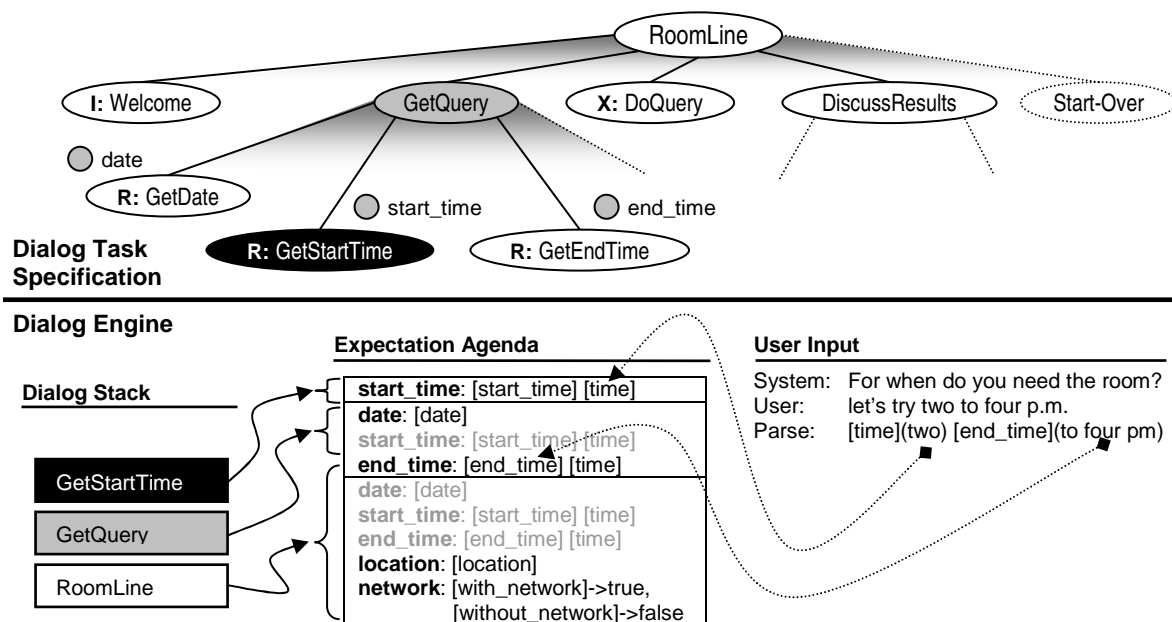 RoomLine
I: Welcome
GetQuery
X: DoQuery
DiscussResults
Start-Over
date
R: GetDate
start_time
end_time
R: GetStartTime
R: GetEndTime
Dialog Task
Specification
Dialog Engine
Dialog Stack
GetStartTime
GetQuery
RoomLine
Expectation Agenda
start_time: [start_time] [time]
date: [date]
start_time: [start_time] [time]
end_time: [end_time] [time]
date: [date]
start_time: [start_time] [time]
end_time: [end_time] [time]
location: [location]
network: [with_network]->true,
[without_network]->false
User Input
System: For when do you need the room?
User: let's try two to four p.m.
Parse: [time](two) [end_time](to four pm)